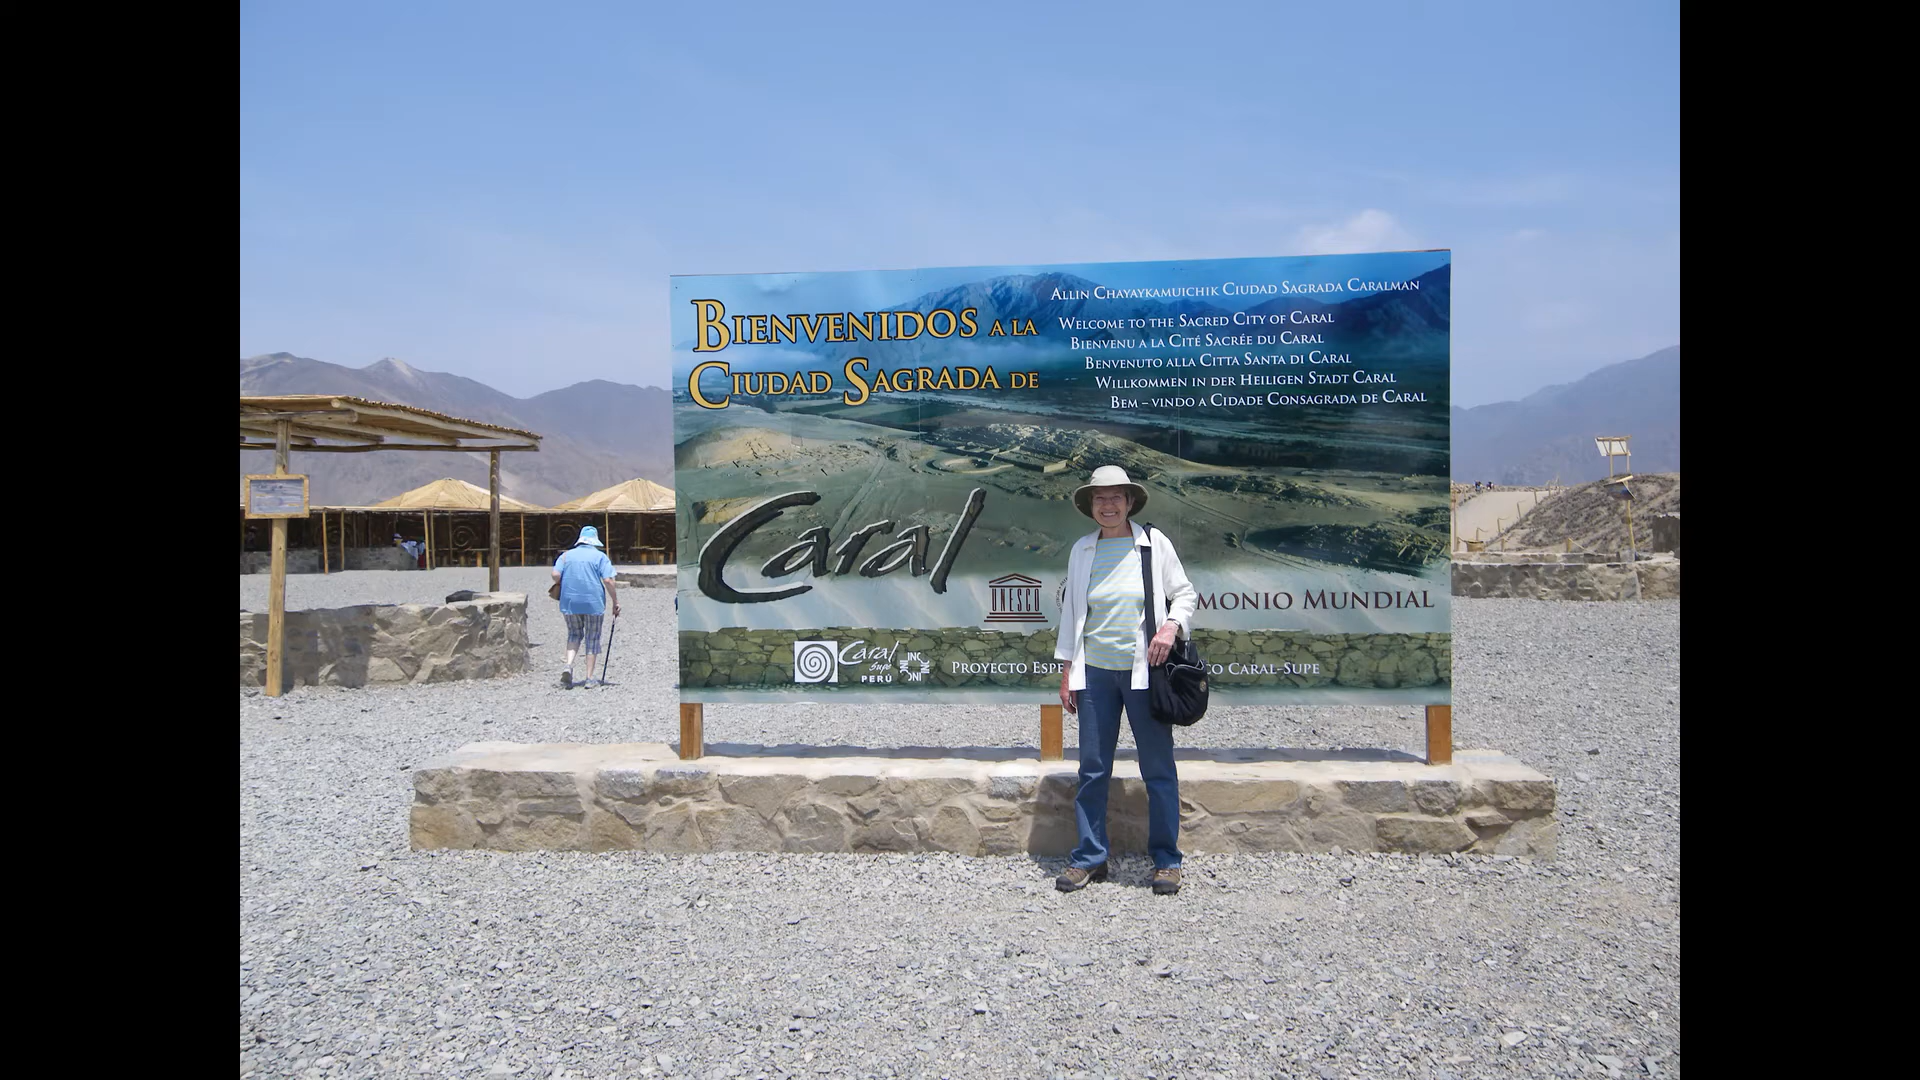 BIENVENIDOS A LA
CIUDAD SAGRADA DE
Caral
ALLIN CHAYAYKAMUICHIK CIUDAD SAGRADA CARALMAN
WELCOME TO THE SACRED CITY OF CARAL
BIENVENU A LA CITÉ SACRÉE DU CARAL
BENVENUTO ALLA CITTA SANTA DI CARAL
WILLKOMMEN IN DER HEILIGEN STADT CARAL
BEM – VINDO A CIDADE CONSAGRADA DE CARAL
UNESCO
MONIO MUNDIAL
Caral
Supe
PERÚ
INC
PROYECTO ESPE
CO CARAL-SUPE